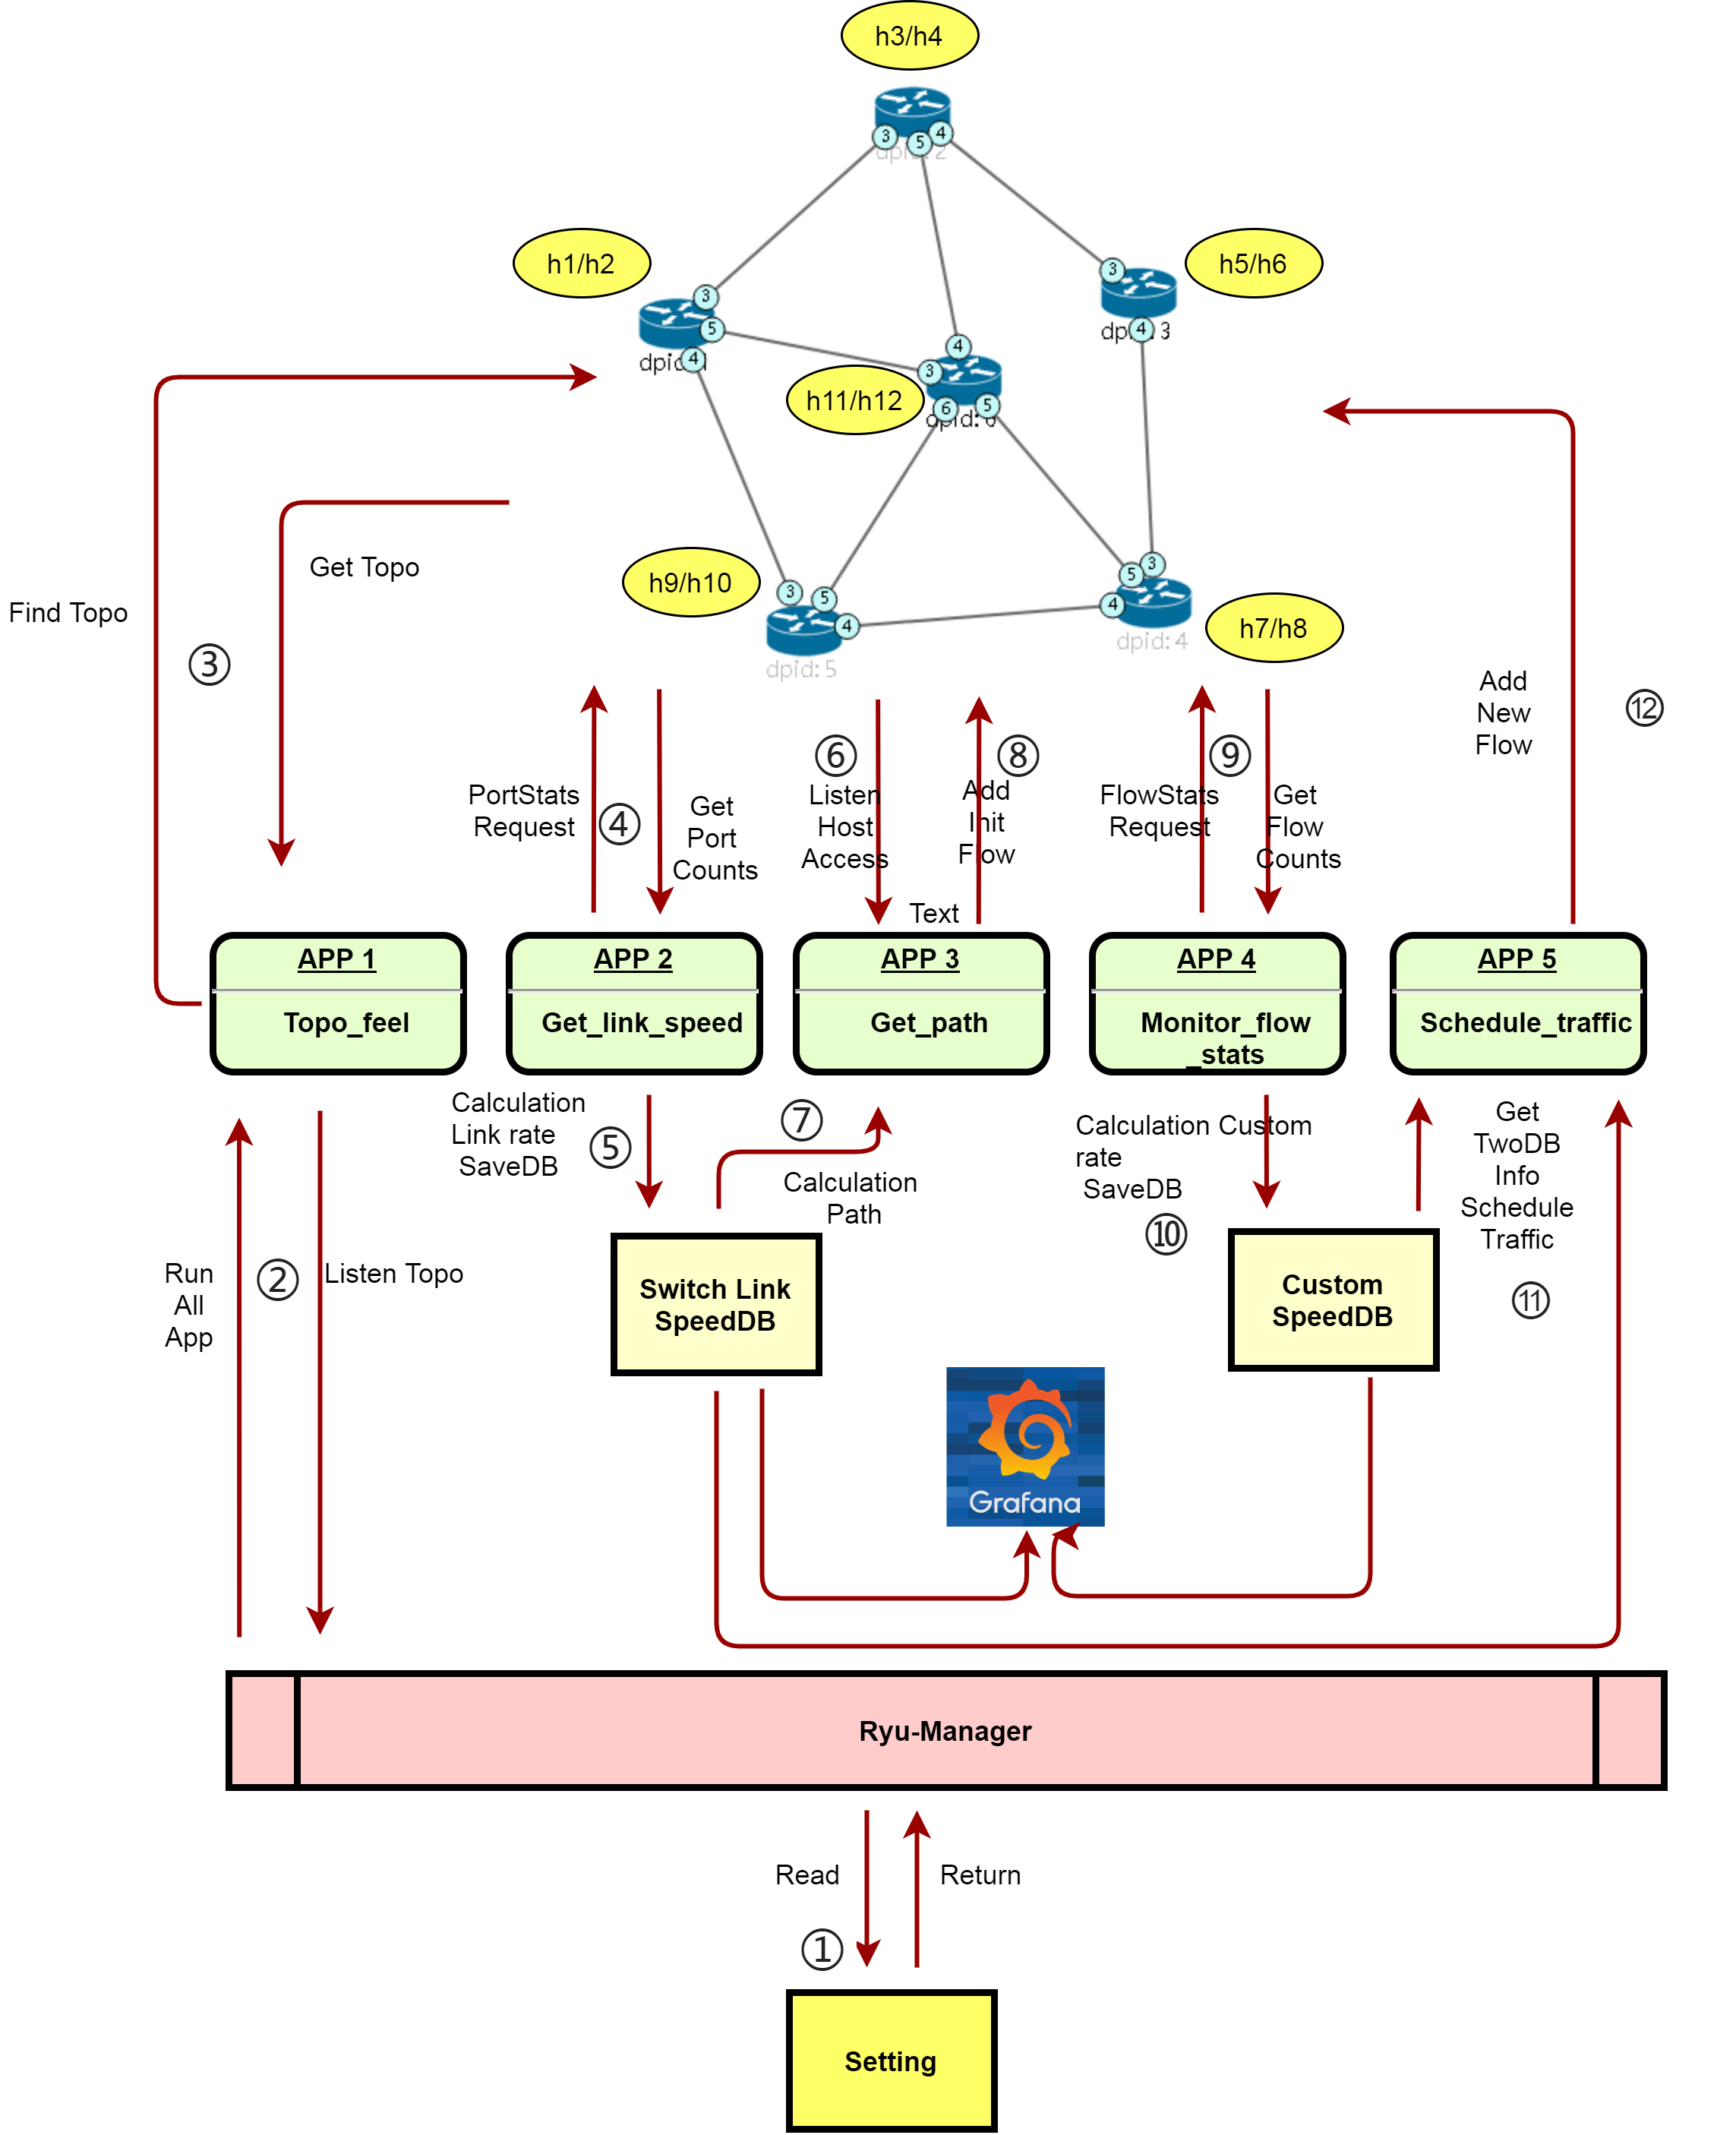 h3/h4
3
5
4
dpid: 2
h1/h2
h5/h6
3
3
5
4
dpid: 3
4
dpid: 1
4
3
h11/h12
6
5
dpid: 6
Get Topo
Find Topo
③
h9/h10
3
5
4
dpid: 5
3
5
4
dpid: 4
h7/h8
Add
New
Flow
⑫
PortStats
Request
④
Get
Port
Counts
⑥
Listen
Host
Access
⑧
Add
Init
Flow
⑨
FlowStats
Request
Get
Flow
Counts
Text
APP 1
Topo_feel
APP 2
Get_link_speed
APP 3
Get_path
APP 4
Monitor_flow
_stats
APP 5
Schedule_traffic
Calculation
Link rate
SaveDB
⑤
⑦
Calculation
Path
Calculation Custom
rate
SaveDB
⑩
Get
TwoDB
Info
Schedule
Traffic
⑪
Run
All
App
②
Listen Topo
Switch Link
SpeedDB
Custom
SpeedDB
Grafana
Ryu-Manager
Read
Return
①
Setting